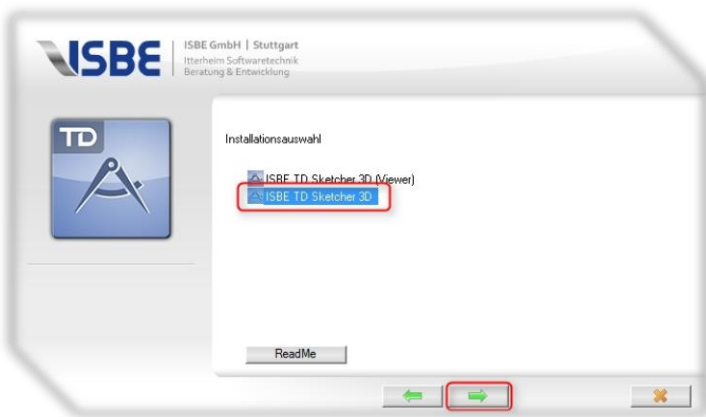 ISBE
ISBE GmbH | Stuttgart
Itterheim Softwaretechnik
Beratung & Entwicklung
TD
Installationsauswahl
ISBE TD Sketcher 3D (Viewer)
ISBE TD Sketcher 3D
ReadMe